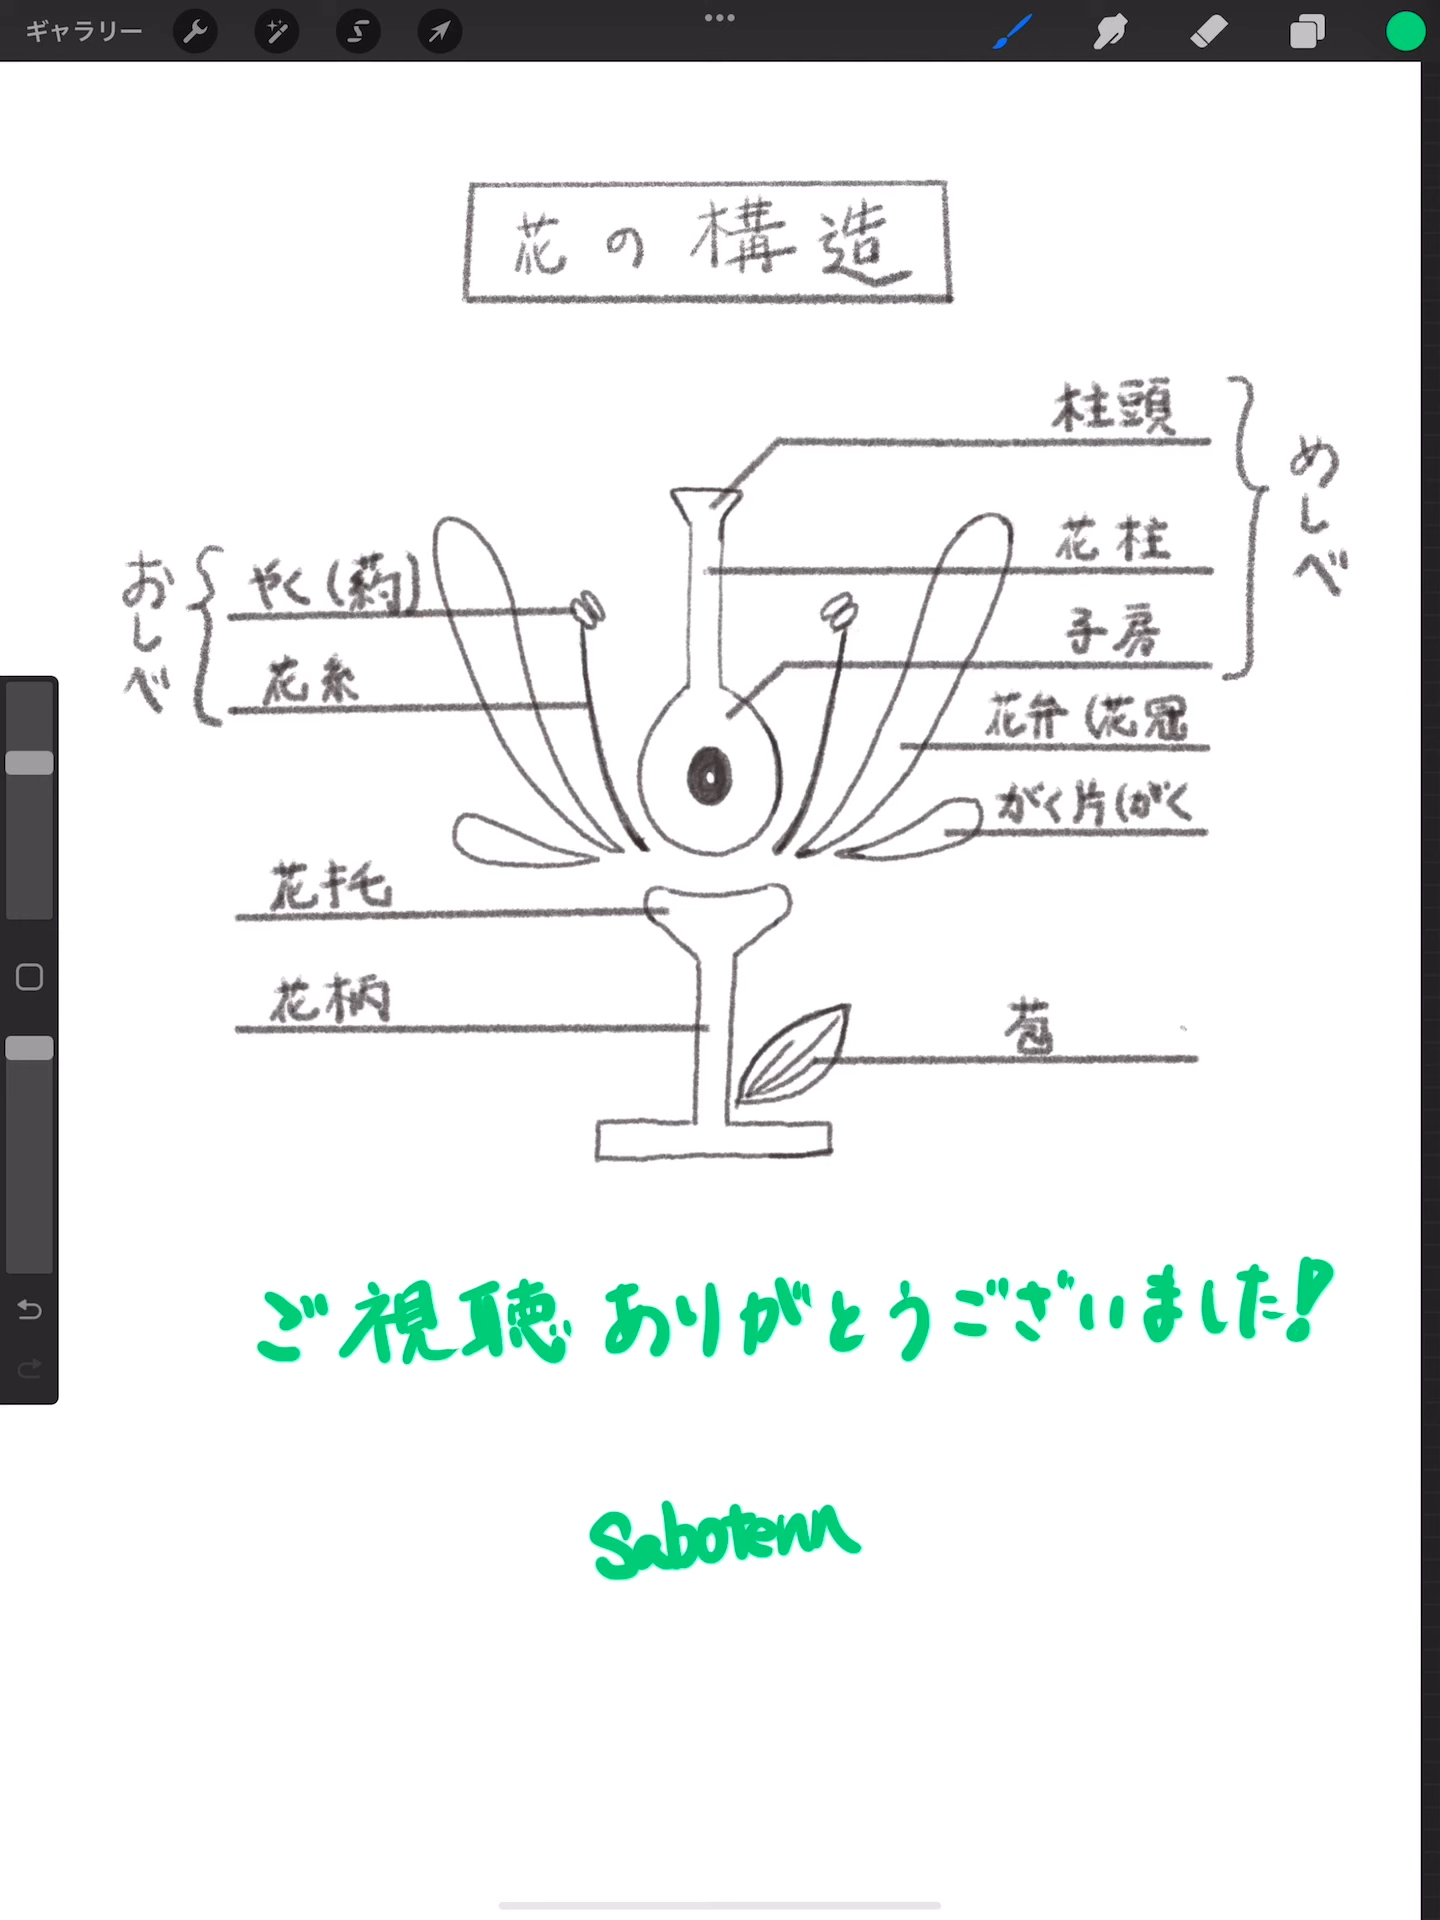 ギャラリー
花の構造
柱頭
めしべ
花柱
おしべ
やく(葯)
子房
花糸
花弁(花冠
がく片(がく
花托
花柄
苞
ご視聴ありがとうございました!
Sabotenn